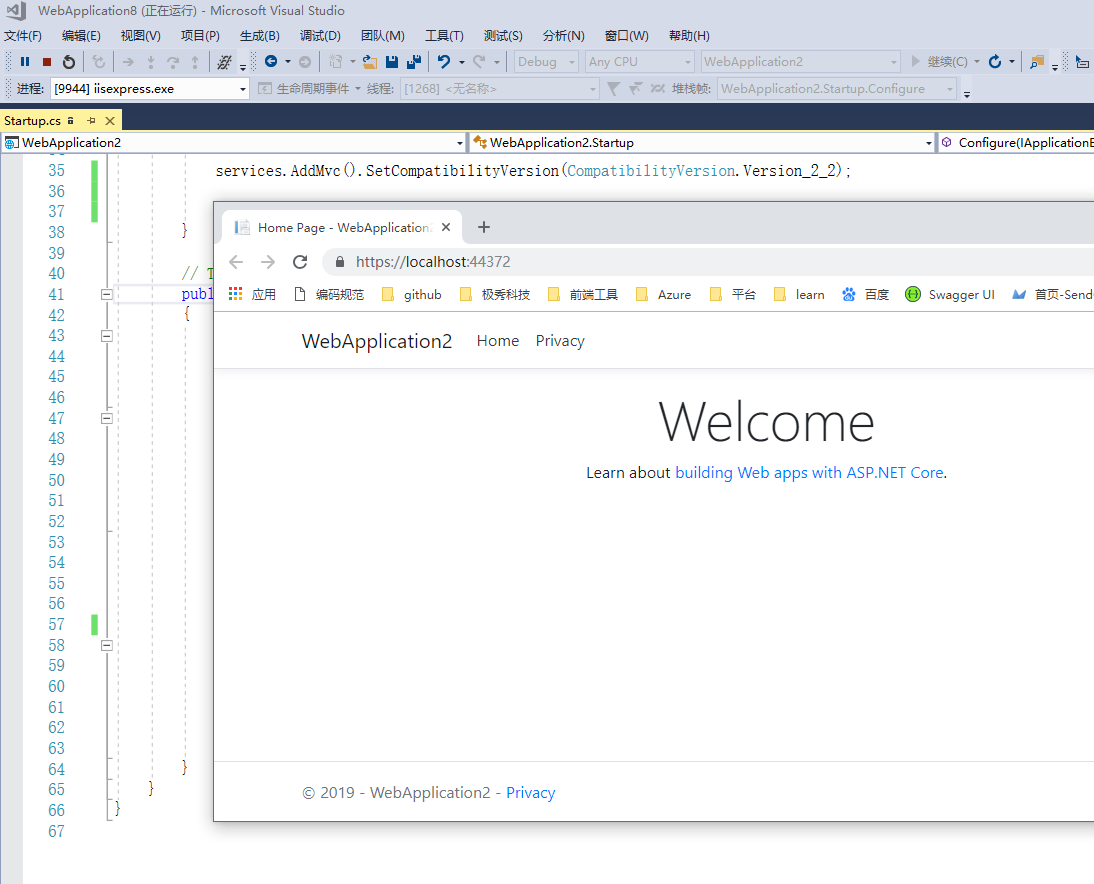 WebApplication8 (正在运行) - Microsoft Visual Studio
文件(F) 编辑(E) 视图(V) 项目(P) 生成(B) 调试(D) 团队(M) 工具(T) 测试(S) 分析(N) 窗口(W) 帮助(H)
Debug Any CPU WebApplication2 继续(C)
进程: [9944] iisexpress.exe 生命周期事件 线程: [1268] <无名称> 堆栈帧: WebApplication2.Startup.Configure
Startup.cs
WebApplication2 WebApplication2.Startup Configure(IApplicationB
35 services.AddMvc().SetCompatibilityVersion(CompatibilityVersion.Version_2_2);
36
37
38 }
39
40 // T
41 publ
42 {
43
44
45
46
47
48
49
50
51
52
53
54
55
56
57
58
59
60
61
62
63
64 }
65 }
66 }
67
Home Page - WebApplication
https://localhost:44372
应用 编码规范 github 极秀科技 前端工具 Azure 平台 learn 百度 Swagger UI 首页-Send
WebApplication2 Home Privacy
Welcome
Learn about building Web apps with ASP.NET Core.
© 2019 - WebApplication2 - Privacy